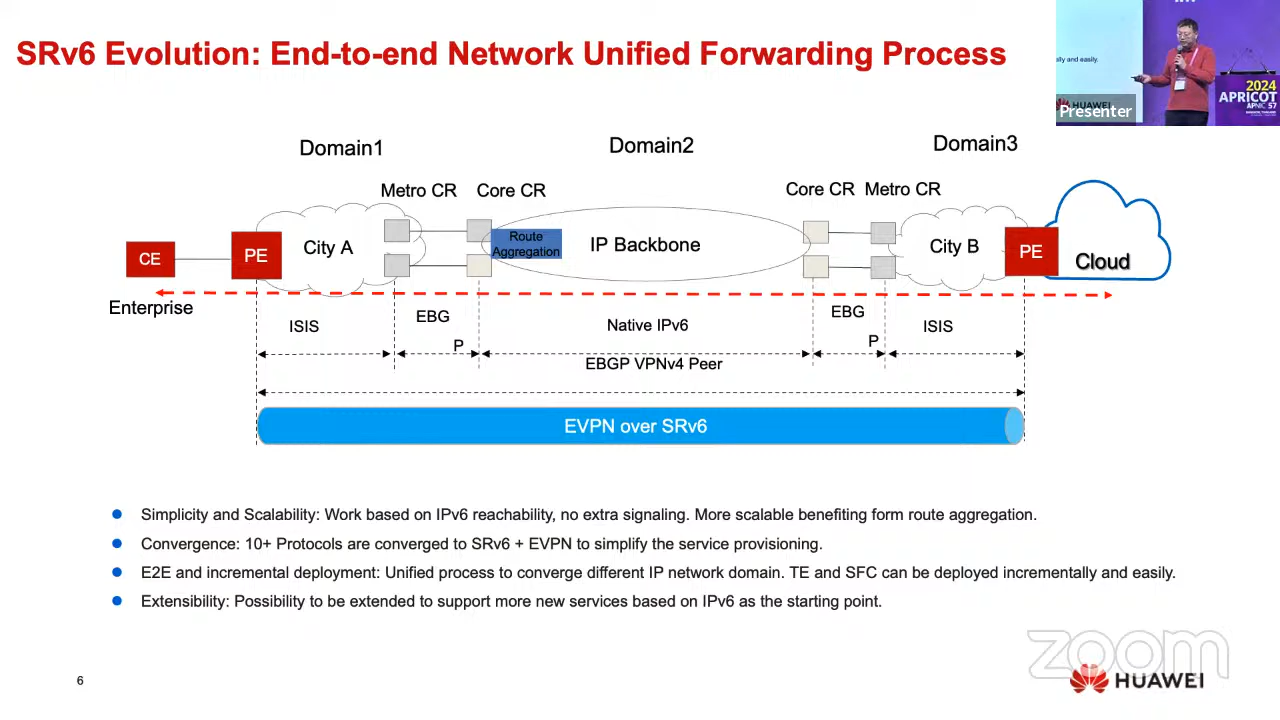 SRv6 Evolution: End-to-end Network Unified Forwarding Process
ally and easily.
HUAWEI
Presenter
2024
APRICOT
APNIC 57
Domain1
Domain2
Domain3
Metro CR
Core CR
Core CR
Metro CR
CE
PE
City A
Route
Aggregation
IP Backbone
City B
PE
Cloud
Enterprise
ISIS
EBG
P
Native IPv6
EBG
P
ISIS
EBGP VPNv4 Peer
EVPN over SRv6
Simplicity and Scalability: Work based on IPv6 reachability, no extra signaling. More scalable benefiting form route aggregation.
Convergence: 10+ Protocols are converged to SRv6 + EVPN to simplify the service provisioning.
E2E and incremental deployment: Unified process to converge different IP network domain. TE and SFC can be deployed incrementally and easily.
Extensibility: Possibility to be extended to support more new services based on IPv6 as the starting point.
zoom
6
HUAWEI